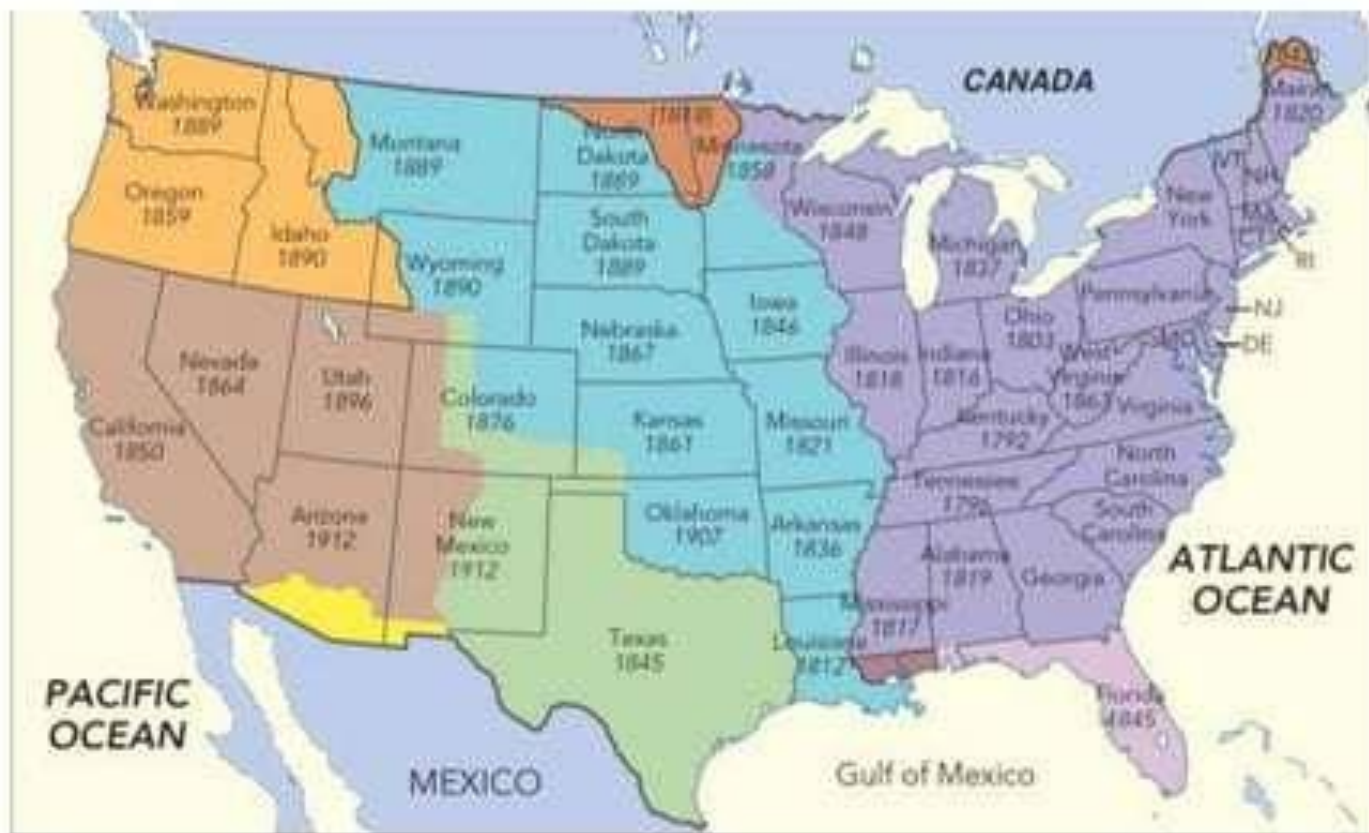 CANADA
Washington
1889
Muntana
1889
North
Dakota
1889
Minnesota
1858
Maine
1820
Oregon
1859
Idaho
1890
Wyoming
1890
South
Dakota
1889
Wisconsin
1848
Michigan
1837
New
York
VT
NH
MA
CT
RI
Nevada
1864
Utah
1896
Colorado
1876
Nebraska
1867
Iowa
1846
Illinois
1818
Indiana
1816
Ohio
1803
Pennsylvania
NJ
DE
MD
West
Virginia
1863
Virginia
California
1850
Kansas
1861
Missouri
1821
Kentucky
1792
North
Carolina
Tennessee
1796
South
Carolina
Arizona
1912
New
Mexico
1912
Oklahoma
1907
Arkansas
1836
Mississippi
1817
Alabama
1819
Georgia
Texas
1845
Louisiana
1812
Florida
1845
ATLANTIC
OCEAN
PACIFIC
OCEAN
MEXICO
Gulf of Mexico